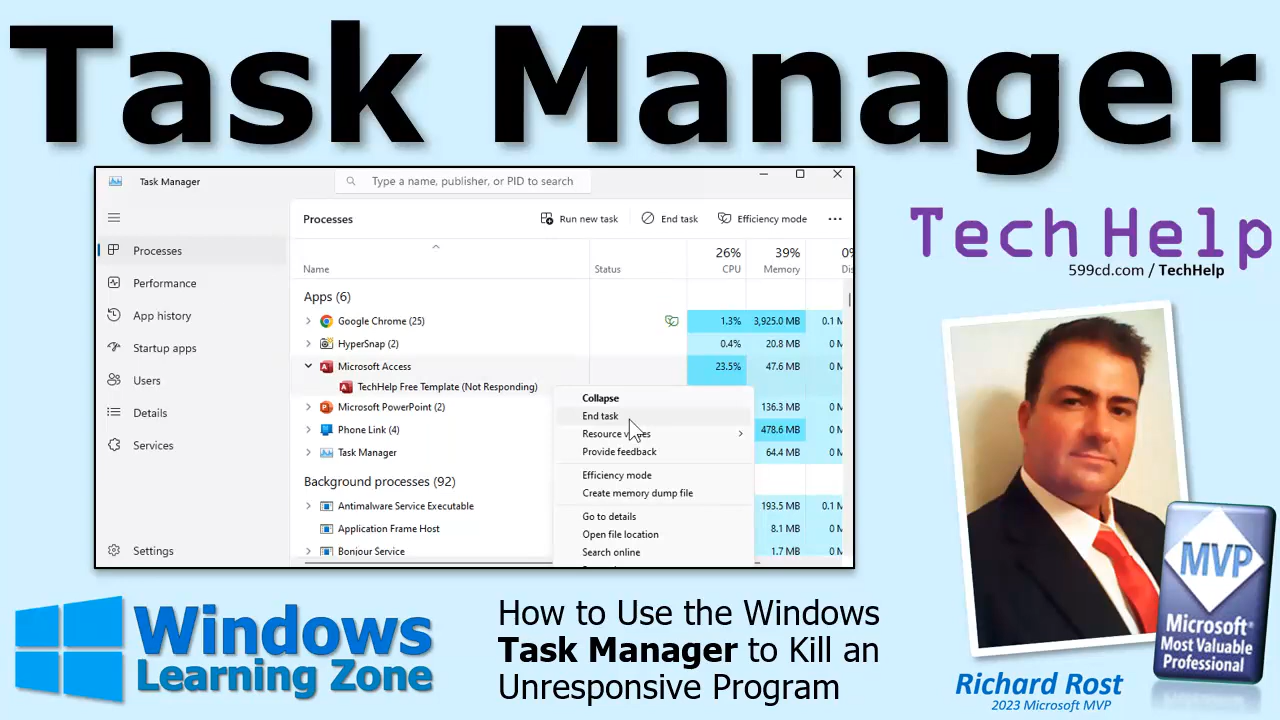 Task Manager
Task Manager
Type a name, publisher, or PID to search
Processes
Run new task
End task
Efficiency mode
Processes
Performance
App history
Startup apps
Users
Details
Services
Settings
26% 39% 0%
Name Status CPU Memory
Apps (6)
Google Chrome (25) 1.3% 3,925.0 MB 0.1 M
HyperSnap (2) 0.4% 20.8 MB
Microsoft Access 23.5% 47.6 MB
TechHelp Free Template (Not Responding)
Microsoft PowerPoint (2) 136.3 MB
Phone Link (4) 478.6 MB
Task Manager 64.4 MB
Background processes (92)
Antimalware Service Executable 193.5 MB 0.1 M
Application Frame Host 8.1 MB
Bonjour Service 1.7 MB
Collapse
End task
Resource
Provide feedback
Efficiency mode
Create memory dump file
Go to details
Open file location
Search online
TechHelp
599cd.com / TechHelp
MVP
Microsoft®
Most Valuable
Professional
Richard Rost
2023 Microsoft MVP
Windows
Learning Zone
How to Use the Windows
Task Manager to Kill an
Unresponsive Program